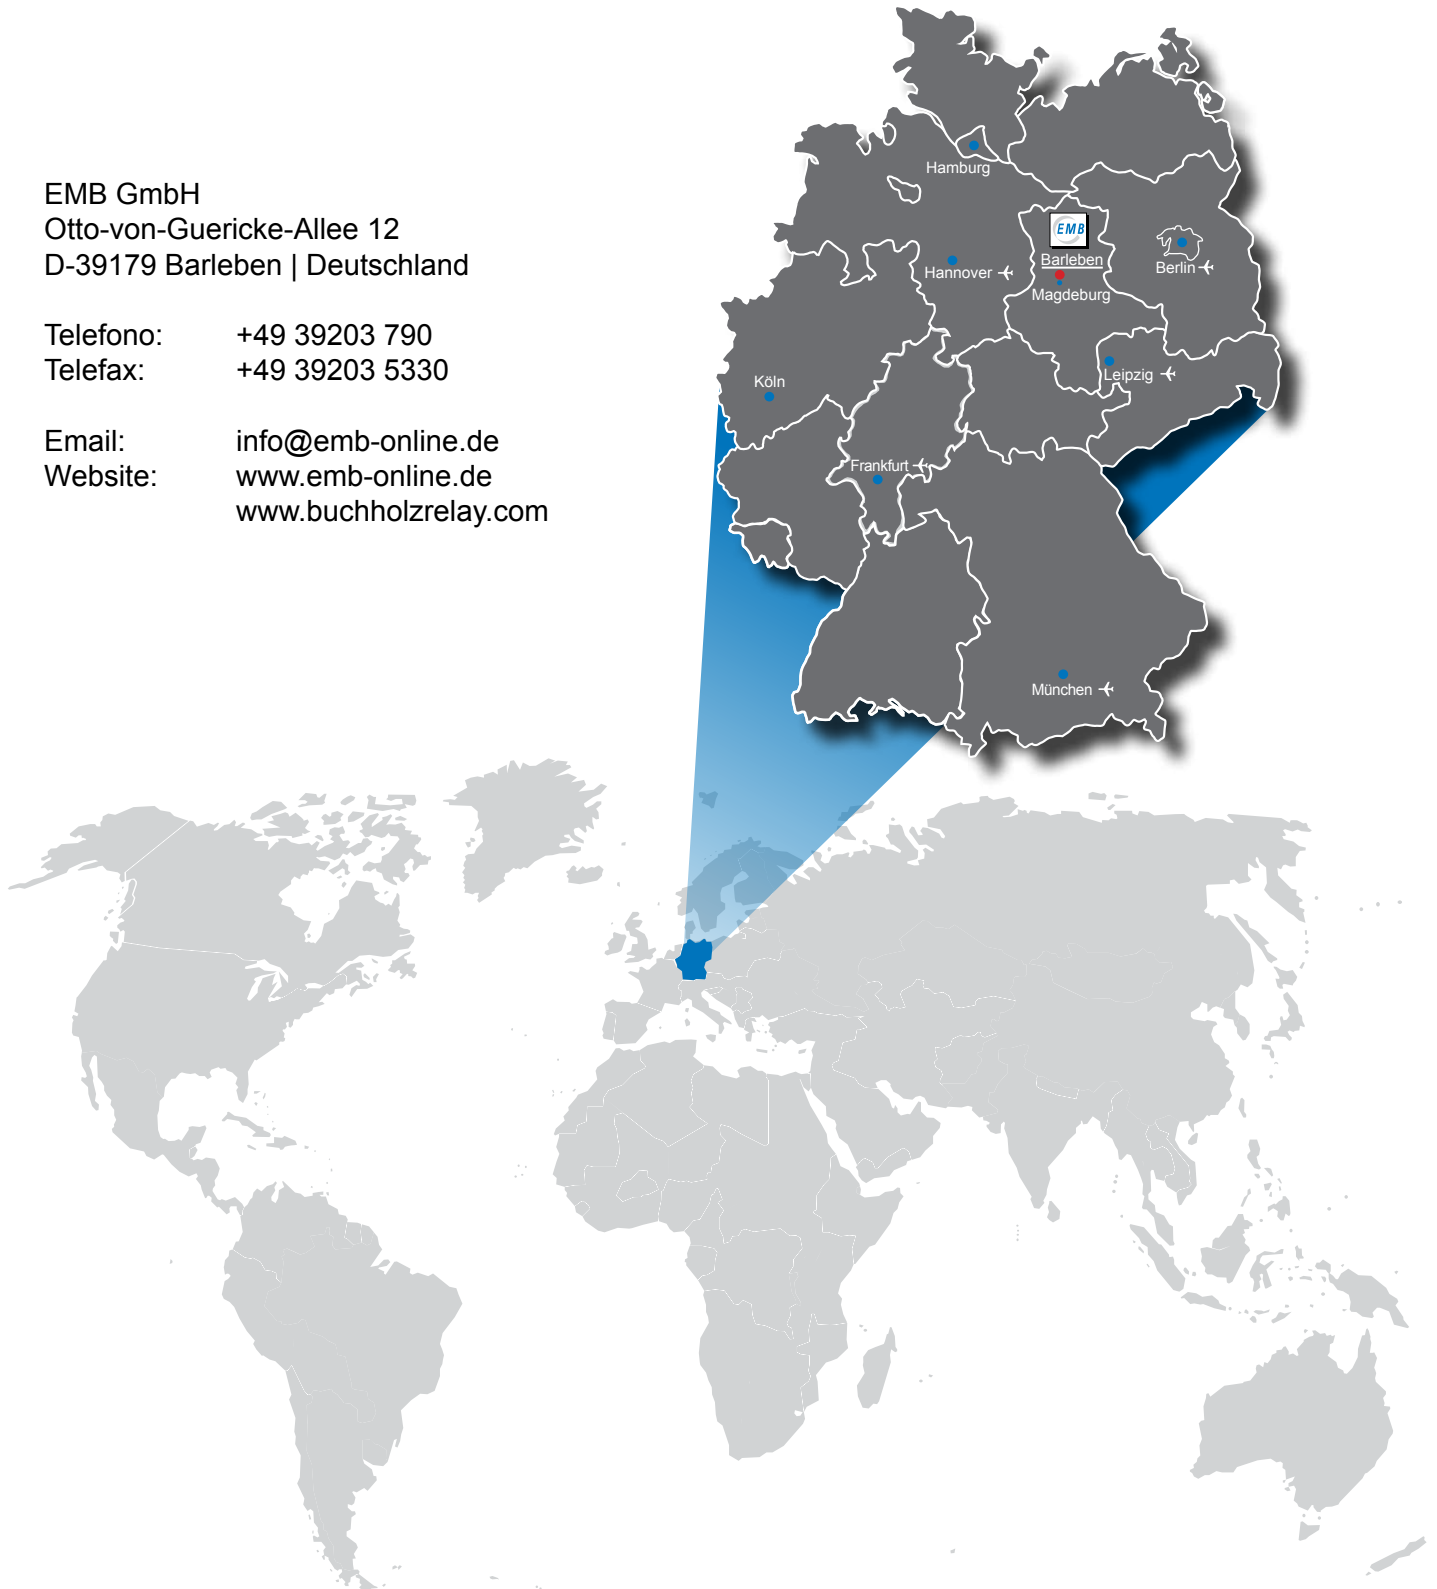 EMB GmbH
Otto-von-Guericke-Allee 12
D-39179 Barleben | Deutschland
Telefono: +49 39203 790
Telefax: +49 39203 5330
Email: info@emb-online.de
Website: www.emb-online.de
www.buchholzrelay.com
Hamburg
EMB
Barleben
Hannover
Berlin
Magdeburg
Leipzig
Köln
Frankfurt
München